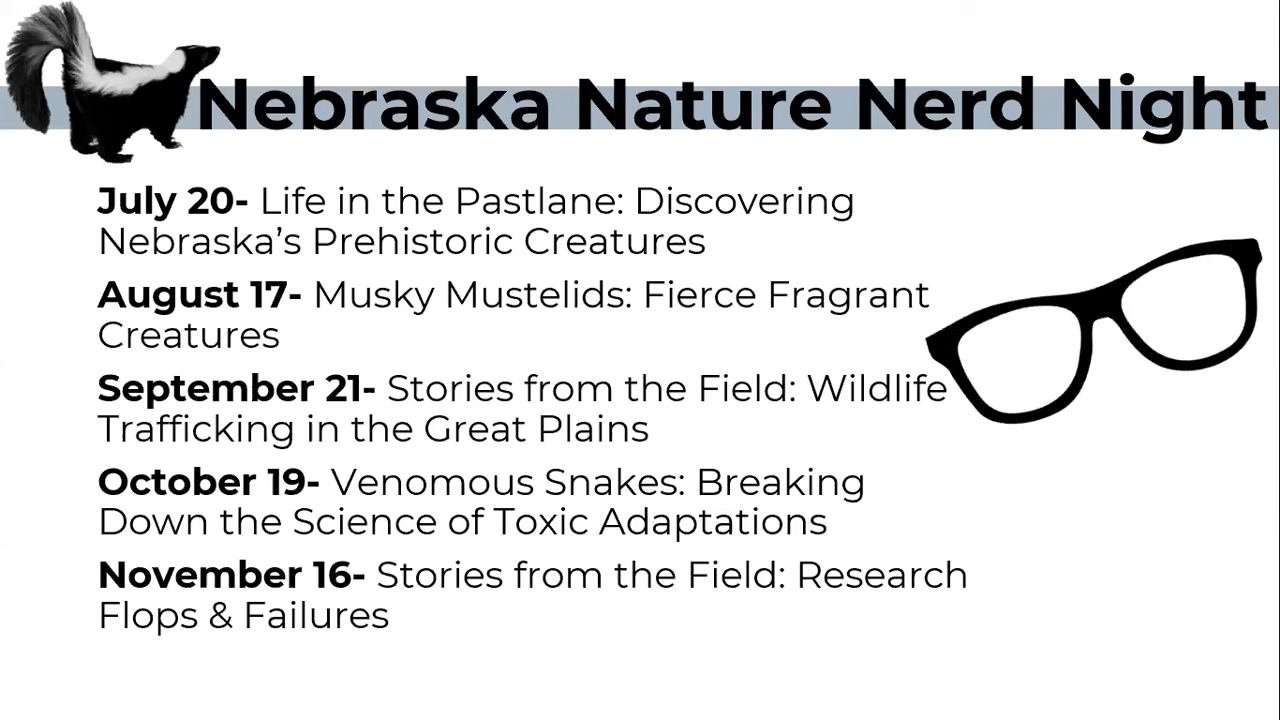 Nebraska Nature Nerd Night
July 20- Life in the Pastlane: Discovering
Nebraska’s Prehistoric Creatures
August 17- Musky Mustelids: Fierce Fragrant
Creatures
September 21- Stories from the Field: Wildlife
Trafficking in the Great Plains
October 19- Venomous Snakes: Breaking
Down the Science of Toxic Adaptations
November 16- Stories from the Field: Research
Flops & Failures